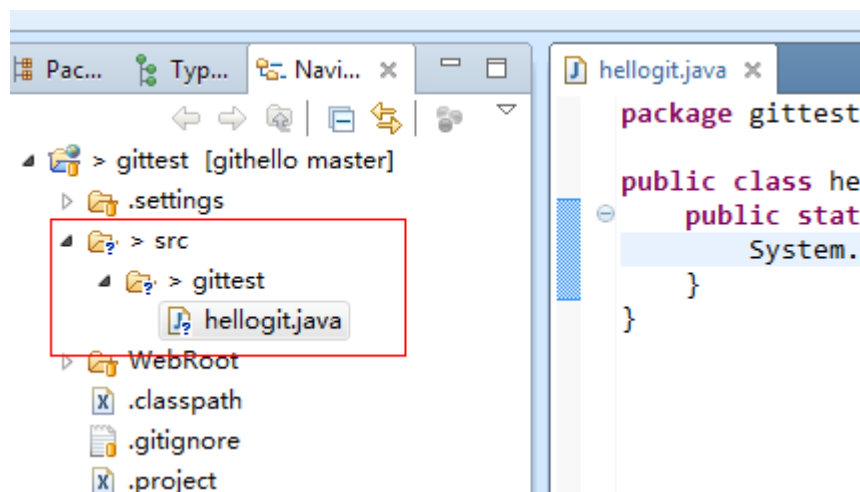 Pac...
Typ...
Navi...
> gittest [githello master]
.settings
> src
> gittest
hellogit.java
WebRoot
.classpath
.gitignore
.project
hellogit.java
package gittest
public class he
public stat
System.
}
}